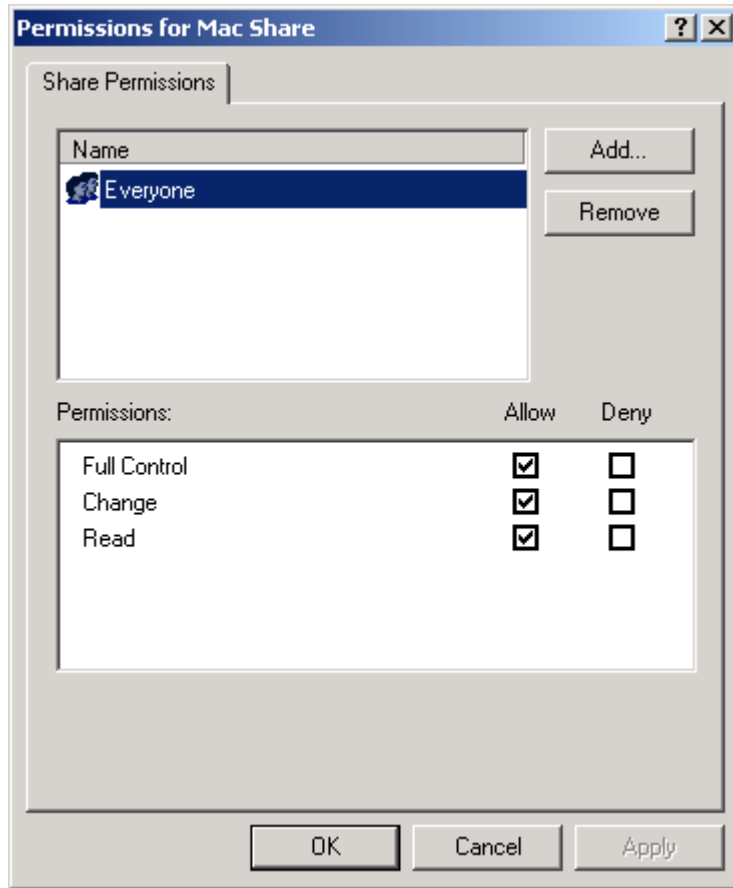 Permissions for Mac Share
Share Permissions
Name
Add...
Everyone
Remove
Permissions: Allow Deny
Full Control
Change
Read
OK Cancel Apply